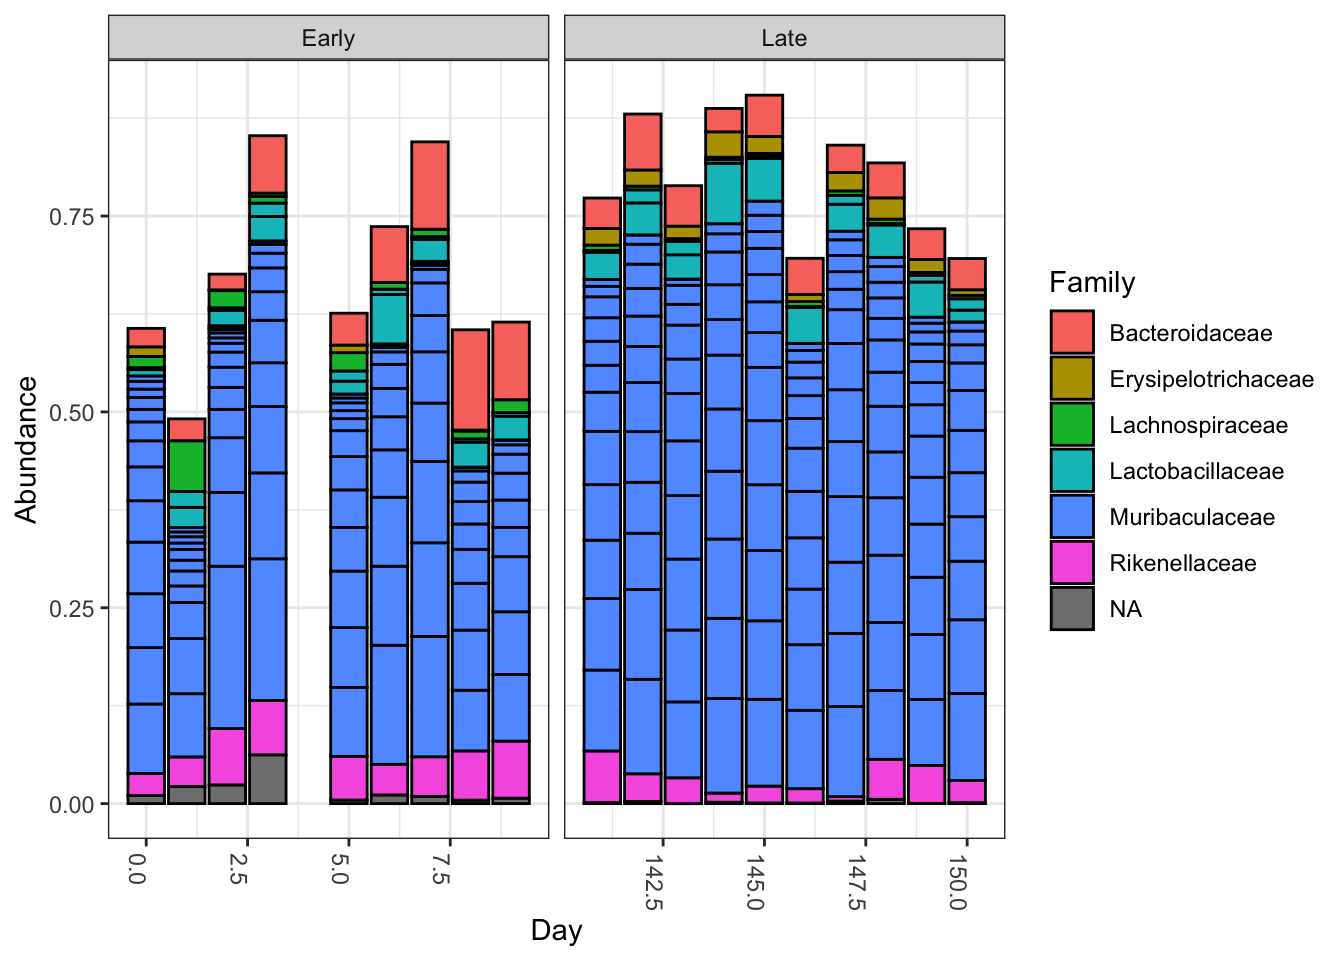 Early
Late
Abundance
0.75
0.50
0.25
0.00
0.0
2.5
5.0
7.5
142.5
145.0
147.5
150.0
Day
Family
Bacteroidaceae
Erysipelotrichaceae
Lachnospiraceae
Lactobacillaceae
Muribaculaceae
Rikenellaceae
NA